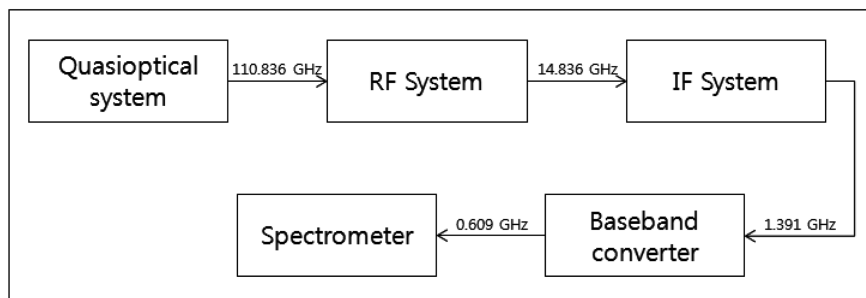 Quasioptical
system
110.836 GHz
RF System
14.836 GHz
IF System
Spectrometer
0.609 GHz
Baseband
converter
1.391 GHz